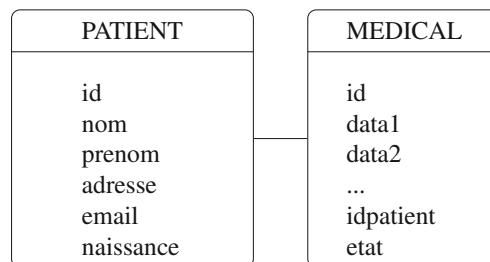 PATIENT
id
nom
prenom
adresse
email
naissance
MEDICAL
id
data1
data2
...
idpatient
etat